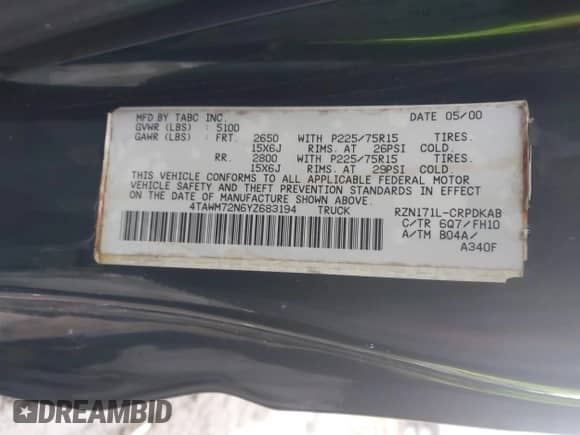 MFD BY TABC INC. DATE 05/00
GVWR (LBS) : 5100
GAWR (LBS) : FRT. 2650 WITH P225/75R15 TIRES.
15X6J RIMS. AT 26PSI COLD.
RR. 2800 WITH P225/75R15 TIRES.
15X6J RIMS. AT 29PSI COLD.
THIS VEHICLE CONFORMS TO ALL APPLICABLE FEDERAL MOTOR
VEHICLE SAFETY AND THEFT PREVENTION STANDARDS IN EFFECT
ON THE DATE OF MANUFACTURE SHOWN ABOVE.
4TAWM72N6YZ683194 TRUCK RZN171L-CRPDKAB
C/TR 6Q7/FH10
A/TM B04A/
A340F
DREAMBID